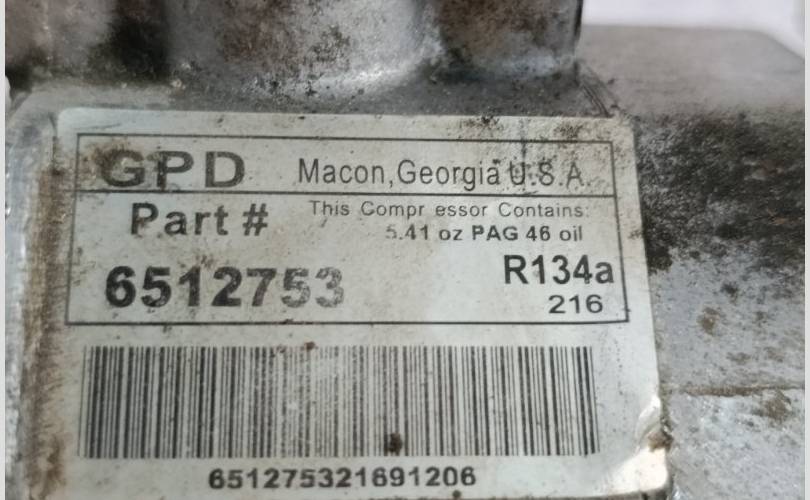 GPD Macon,Georgia U.S.A.
Part # This Compr essor Contains:
5.41 oz PAG 46 oil
6512753 R134a
216
651275321691206